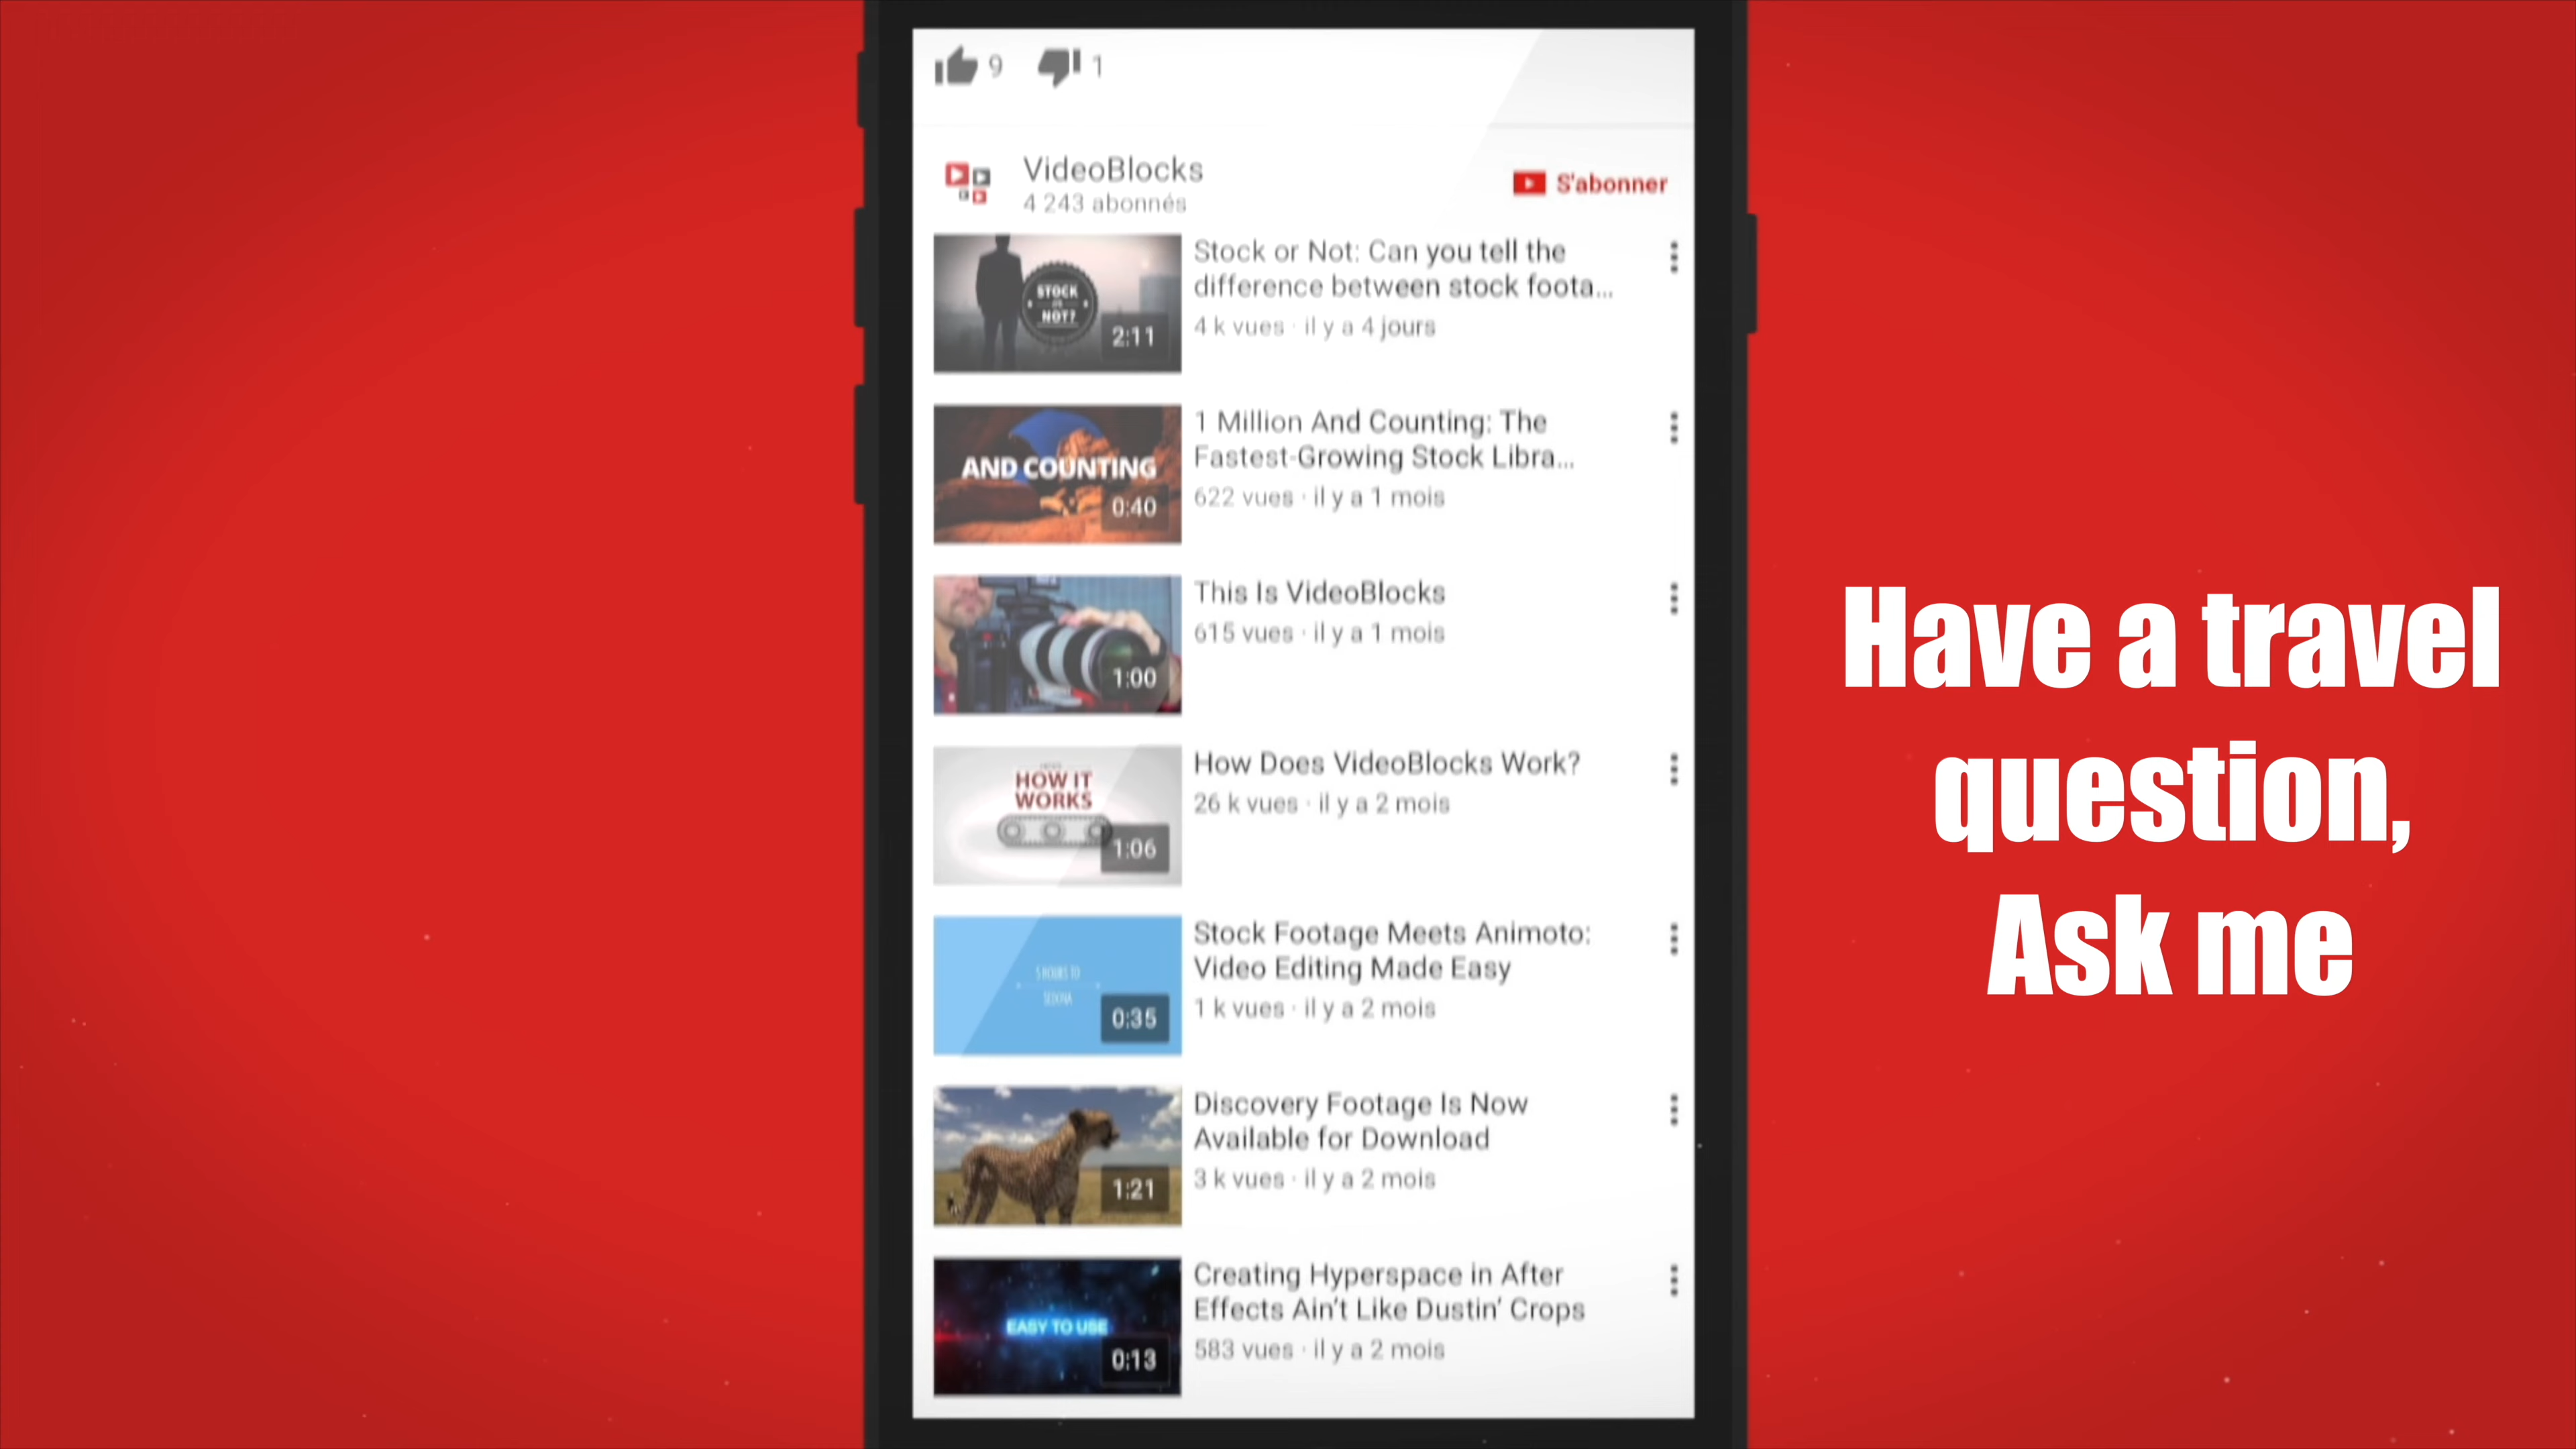 9
1
VideoBlocks
4 243 abonnés
S'abonner
STOCK
NOT?
2:11
Stock or Not: Can you tell the
difference between stock foota...
4 k vues · il y a 4 jours
AND COUNTING
0:40
1 Million And Counting: The
Fastest-Growing Stock Libra...
622 vues · il y a 1 mois
1:00
This Is VideoBlocks
615 vues · il y a 1 mois
HOW IT
WORKS
1:06
How Does VideoBlocks Work?
26 k vues · il y a 2 mois
5 HOURS TO
SEDONA
0:35
Stock Footage Meets Animoto:
Video Editing Made Easy
1 k vues · il y a 2 mois
1:21
Discovery Footage Is Now
Available for Download
3 k vues · il y a 2 mois
EASY TO USE
0:13
Creating Hyperspace in After
Effects Ain't Like Dustin' Crops
583 vues · il y a 2 mois
Have a travel
question,
Ask me